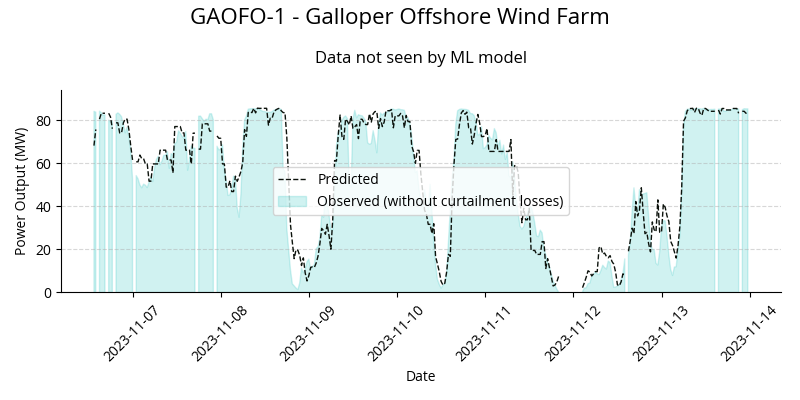 GAOFO-1 - Galloper Offshore Wind Farm
Data not seen by ML model
Power Output (MW)
80
60
40
20
0
Predicted
Observed (without curtailment losses)
2023-11-07
2023-11-08
2023-11-09
2023-11-10
2023-11-11
2023-11-12
2023-11-13
2023-11-14
Date